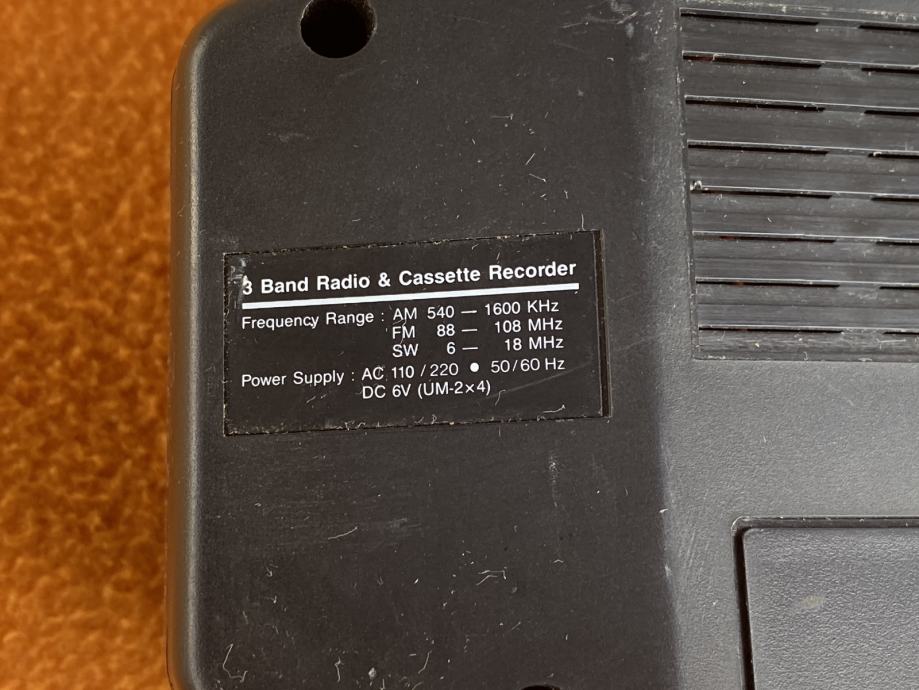 3 Band Radio & Cassette Recorder
Frequency Range : AM 540 — 1600 KHz
FM 88 — 108 MHz
SW 6 — 18 MHz
Power Supply : AC 110 / 220 ● 50/60 Hz
DC 6V (UM-2×4)